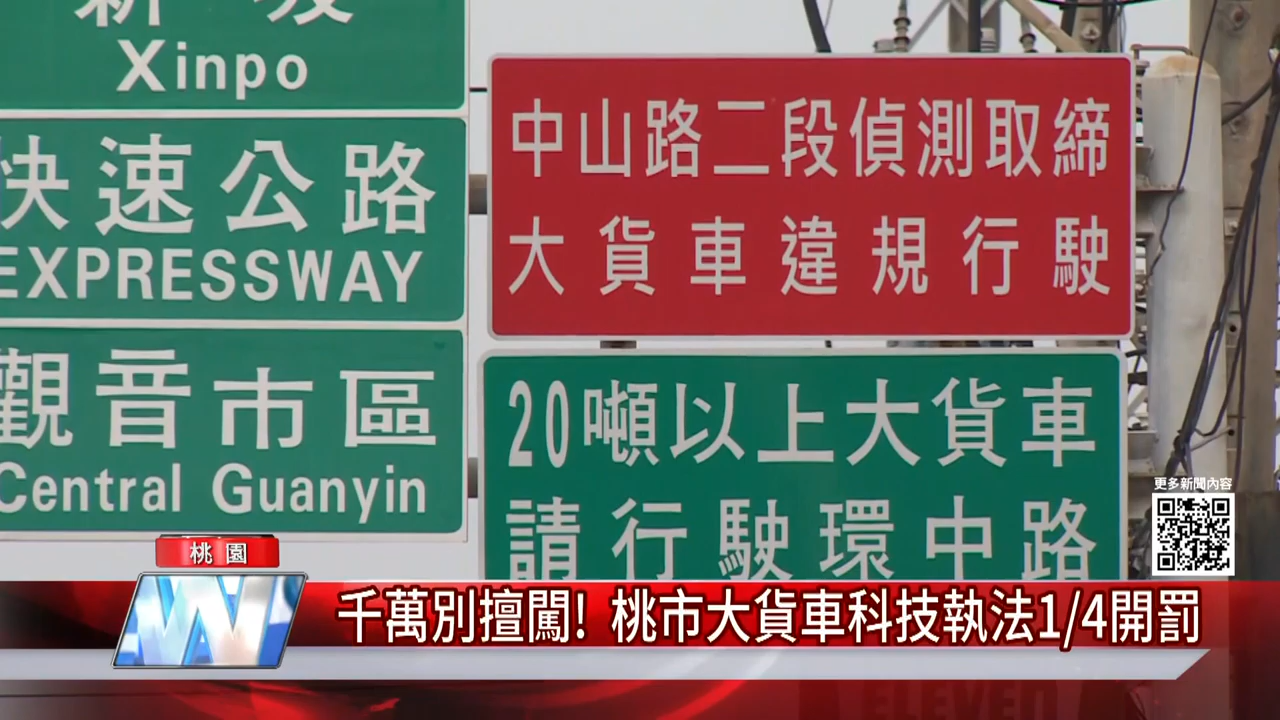 新坡
Xinpo
快速公路
EXPRESSWAY
觀音市區
Central Guanyin
中山路二段偵測取締
大貨車違規行駛
20噸以上大貨車
請行駛環中路
更多新聞內容
桃園
千萬別擅闖! 桃市大貨車科技執法1/4開罰
ELEVEN